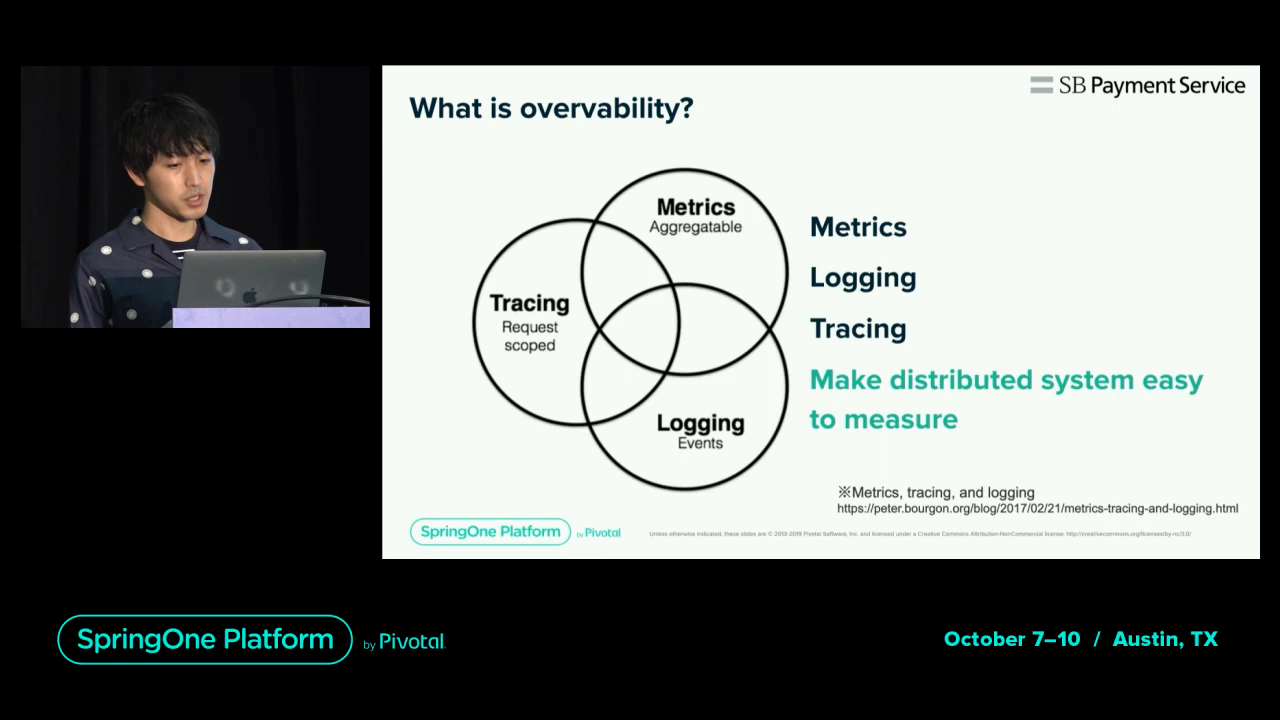 SB Payment Service
What is overvability?
Metrics
Aggregatable
Tracing
Request
scoped
Logging
Events
Metrics
Logging
Tracing
Make distributed system easy
to measure
※Metrics, tracing, and logging
https://peter.bourgon.org/blog/2017/02/21/metrics-tracing-and-logging.html
SpringOne Platform by Pivotal
Unless otherwise indicated, these slides are © 2013-2019 Pivotal Software, Inc. and licensed under a Creative Commons Attribution-NonCommercial license: http://creativecommons.org/licenses/by-nc/3.0/
SpringOne Platform by Pivotal
October 7–10 / Austin, TX